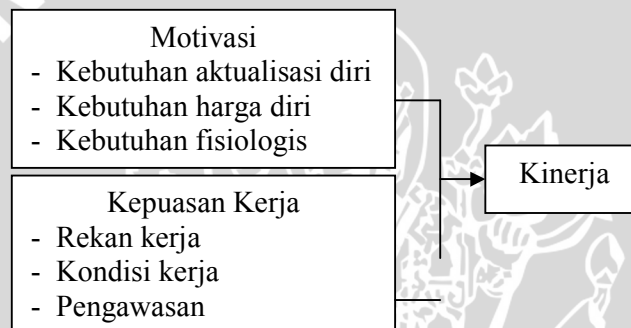 Motivasi
- Kebutuhan aktualisasi diri
- Kebutuhan harga diri
- Kebutuhan fisiologis
Kinerja
Kepuasan Kerja
- Rekan kerja
- Kondisi kerja
- Pengawasan